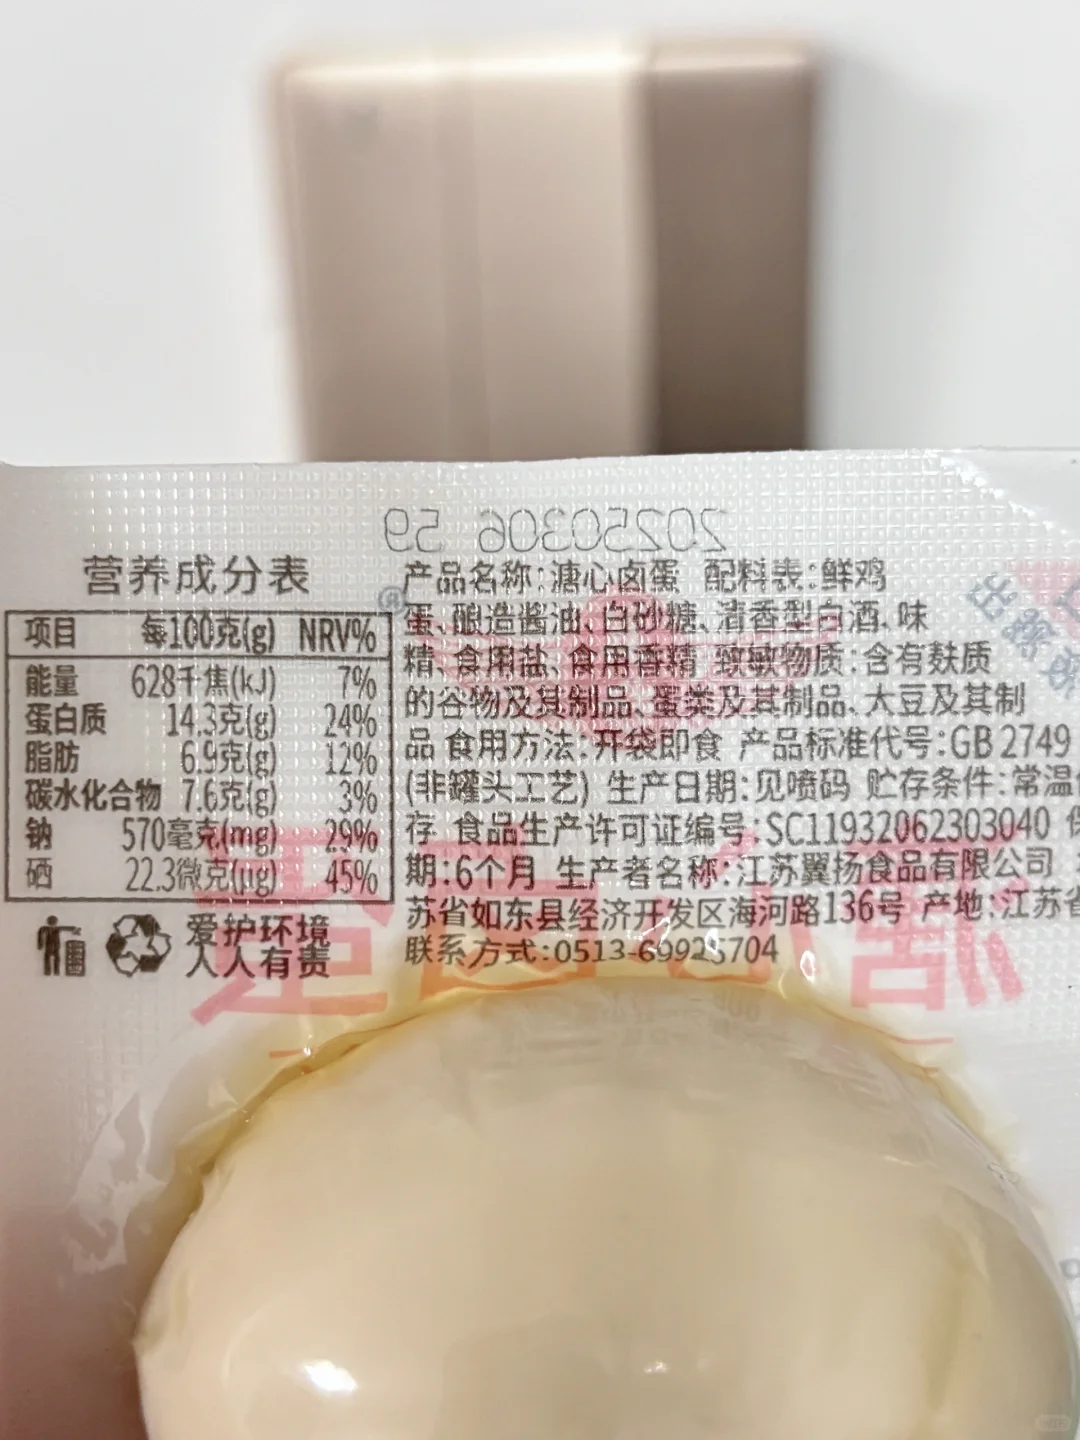 20250306 59
营养成分表
项目 每100克(g) NRV%
能量 628千焦(kJ) 7%
蛋白质 14.3克(g) 24%
脂肪 6.9克(g) 12%
碳水化合物 7.6克(g) 3%
钠 570毫克(mg) 29%
硒 22.3微克(ug) 45%
爱护环境
人人有责
产品名称:溏心卤蛋 配料表:鲜鸡
蛋、酿造酱油、白砂糖、清香型白酒、味
精、食用盐、食用香精 致敏物质:含有麸质
的谷物及其制品、蛋类及其制品、大豆及其制
品 食用方法:开袋即食 产品标准代号:GB 2749
(非罐头工艺) 生产日期:见喷码 贮存条件:常温
存 食品生产许可证编号:SC11932062303040
期:6个月 生产者名称:江苏翼扬食品有限公司
苏省如东县经济开发区海河路136号 产地:江苏省
联系方式:0513-69923704